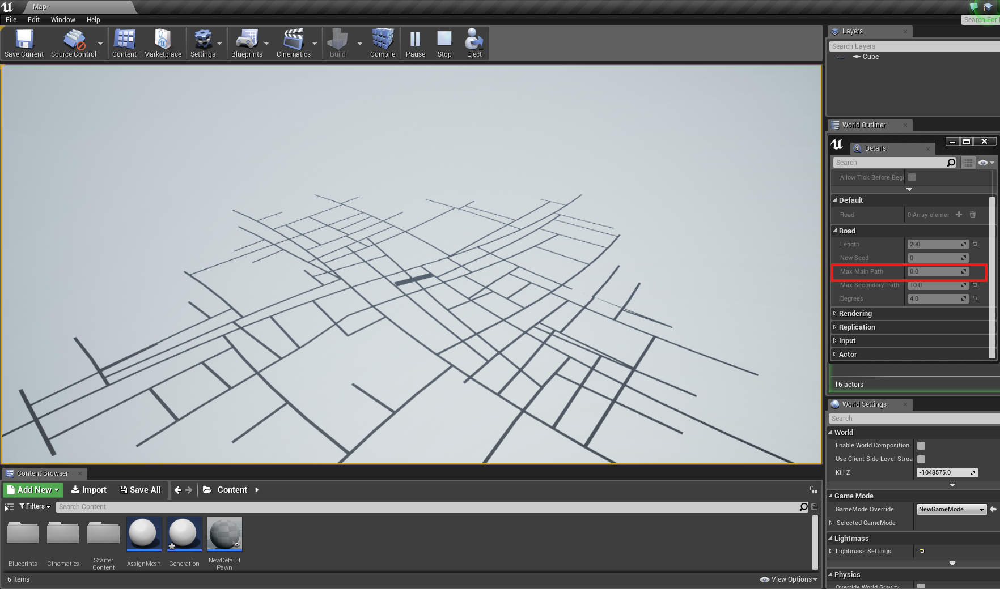 Map*
File Edit Window Help
Search For
Save Current Source Control Content Marketplace Settings Blueprints Cinematics Build Compile Pause Stop Eject
Layers
Search Layers
Cube
World Outliner
Details
Search
Allow Tick Before Begi
Default
Road 0 Array elemer
Road
Length 200
New Seed 0
Max Main Path 0.0
Max Secondary Path 10.0
Degrees 4.0
Rendering
Replication
Input
Actor
16 actors
World Settings
Search
World
Enable World Composition
Use Client Side Level Strea
Kill Z -1048575.0
Game Mode
GameMode Override NewGameMode
Selected GameMode
Lightmass
Lightmass Settings
Physics
Override World Gravity
Content Browser
Add New Import Save All Content
Filters Search Content
Blueprints Cinematics Starter Content AssignMesh Generation NewDefault Pawn
6 items View Options